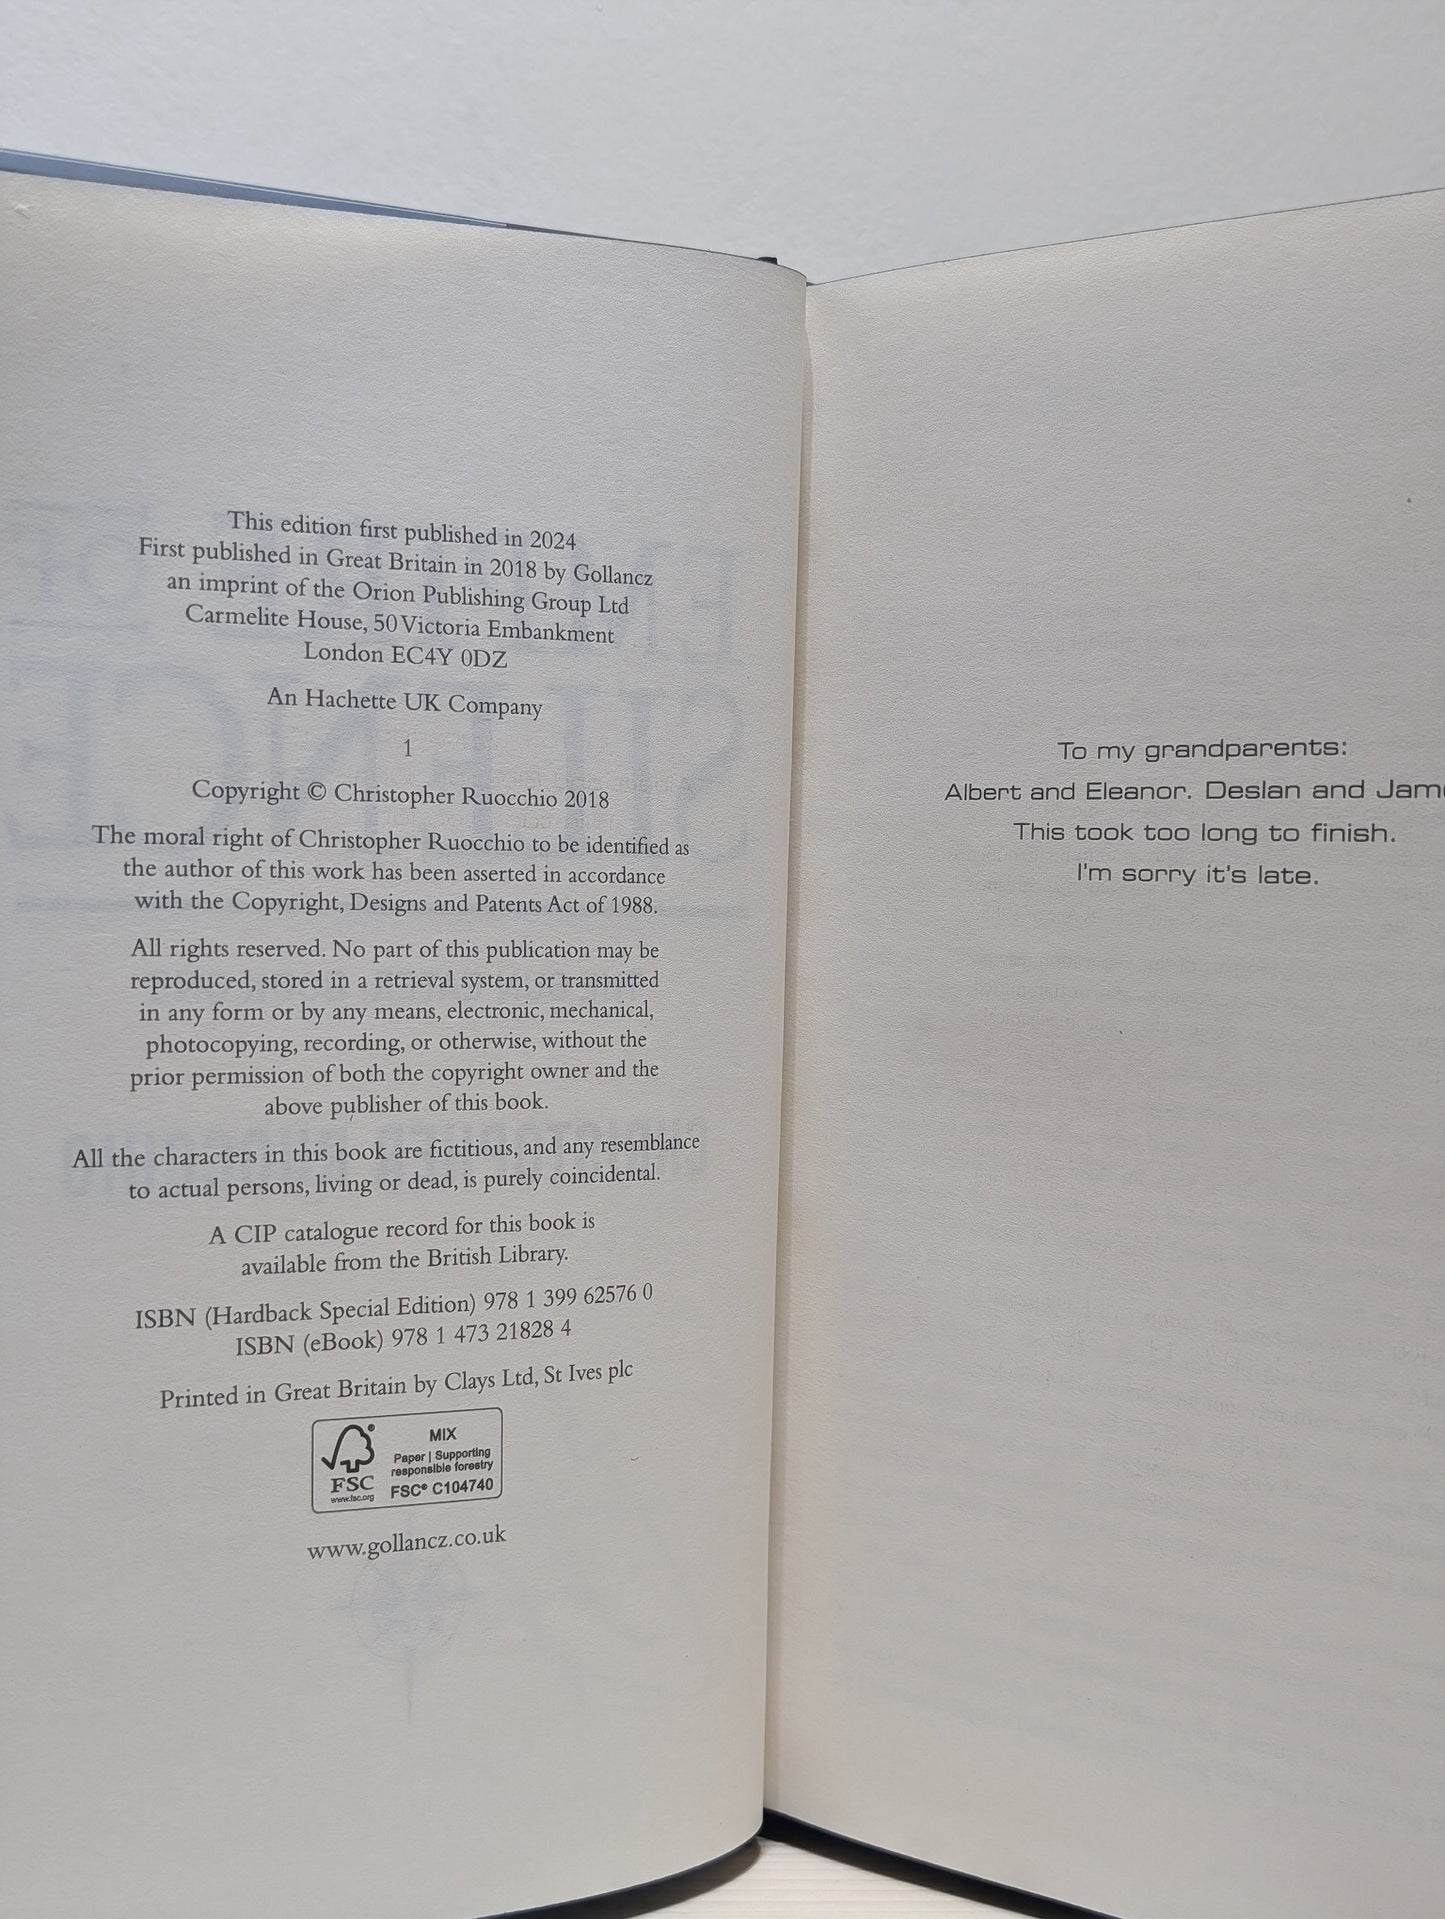 This edition first published in 2024
First published in Great Britain in 2018 by Gollancz
an imprint of the Orion Publishing Group Ltd
Carmelite House, 50 Victoria Embankment
London EC4Y 0DZ
An Hachette UK Company
1
Copyright © Christopher Ruocchio 2018
The moral right of Christopher Ruocchio to be identified as
the author of this work has been asserted in accordance
with the Copyright, Designs and Patents Act of 1988.
All rights reserved. No part of this publication may be
reproduced, stored in a retrieval system, or transmitted
in any form or by any means, electronic, mechanical,
photocopying, recording, or otherwise, without the
prior permission of both the copyright owner and the
above publisher of this book.
All the characters in this book are fictitious, and any resemblance
to actual persons, living or dead, is purely coincidental.
A CIP catalogue record for this book is
available from the British Library.
ISBN (Hardback Special Edition) 978 1 399 62576 0
ISBN (eBook) 978 1 473 21828 4
Printed in Great Britain by Clays Ltd, St Ives plc
FSC
www.fsc.org
MIX
Paper | Supporting
responsible forestry
FSC® C104740
www.gollancz.co.uk
To my grandparents:
Albert and Eleanor. Deslan and
This took too long to finish.
I'm sorry it's late.